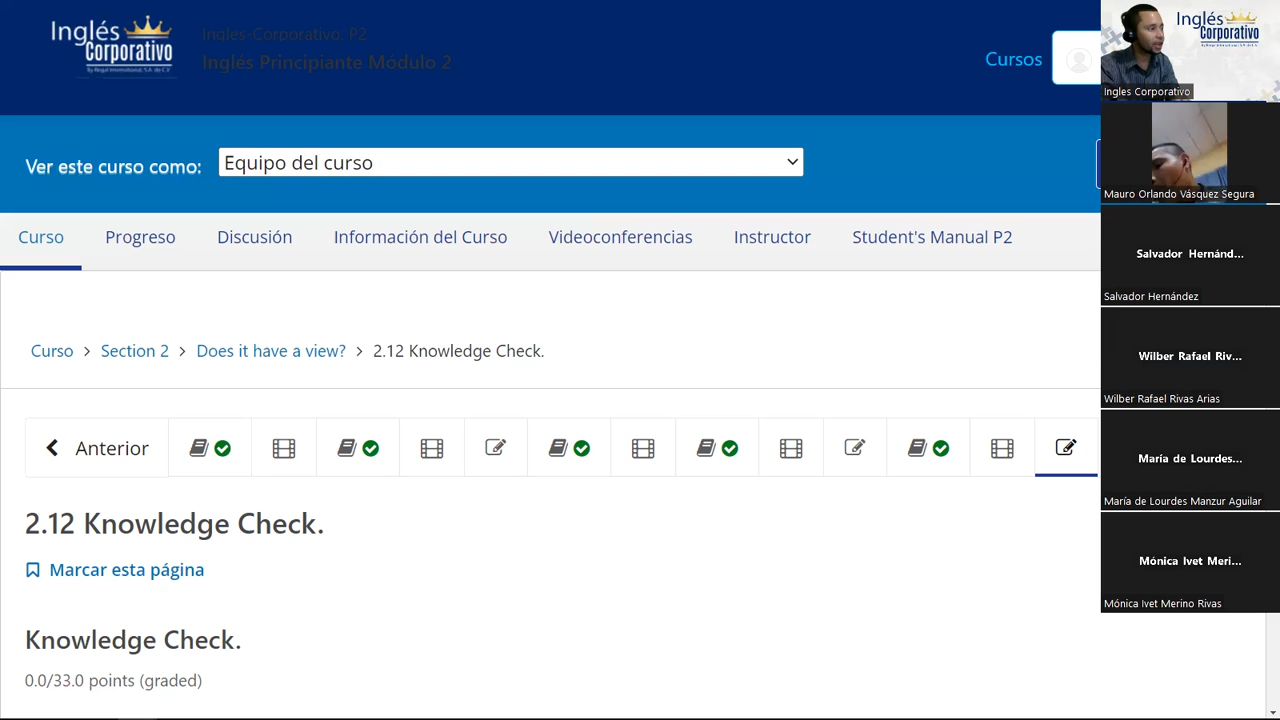 Inglés
Corporativo
By Regal International, S.A. de C.V.
Ingles-Corporativo. P2
Inglés Principiante Módulo 2
Cursos
Ver este curso como:
Equipo del curso
Curso
Progreso
Discusión
Información del Curso
Videoconferencias
Instructor
Student's Manual P2
Curso > Section 2 > Does it have a view? > 2.12 Knowledge Check.
Anterior
2.12 Knowledge Check.
Marcar esta página
Knowledge Check.
0.0/33.0 points (graded)
Inglés
Corporativo
Ingles Corporativo
Mauro Orlando Vásquez Segura
Salvador Hernánd...
Salvador Hernández
Wilber Rafael Riv...
Wilber Rafael Rivas Arias
María de Lourdes...
María de Lourdes Manzur Aguilar
Mónica Ivet Meri...
Mónica Ivet Merino Rivas